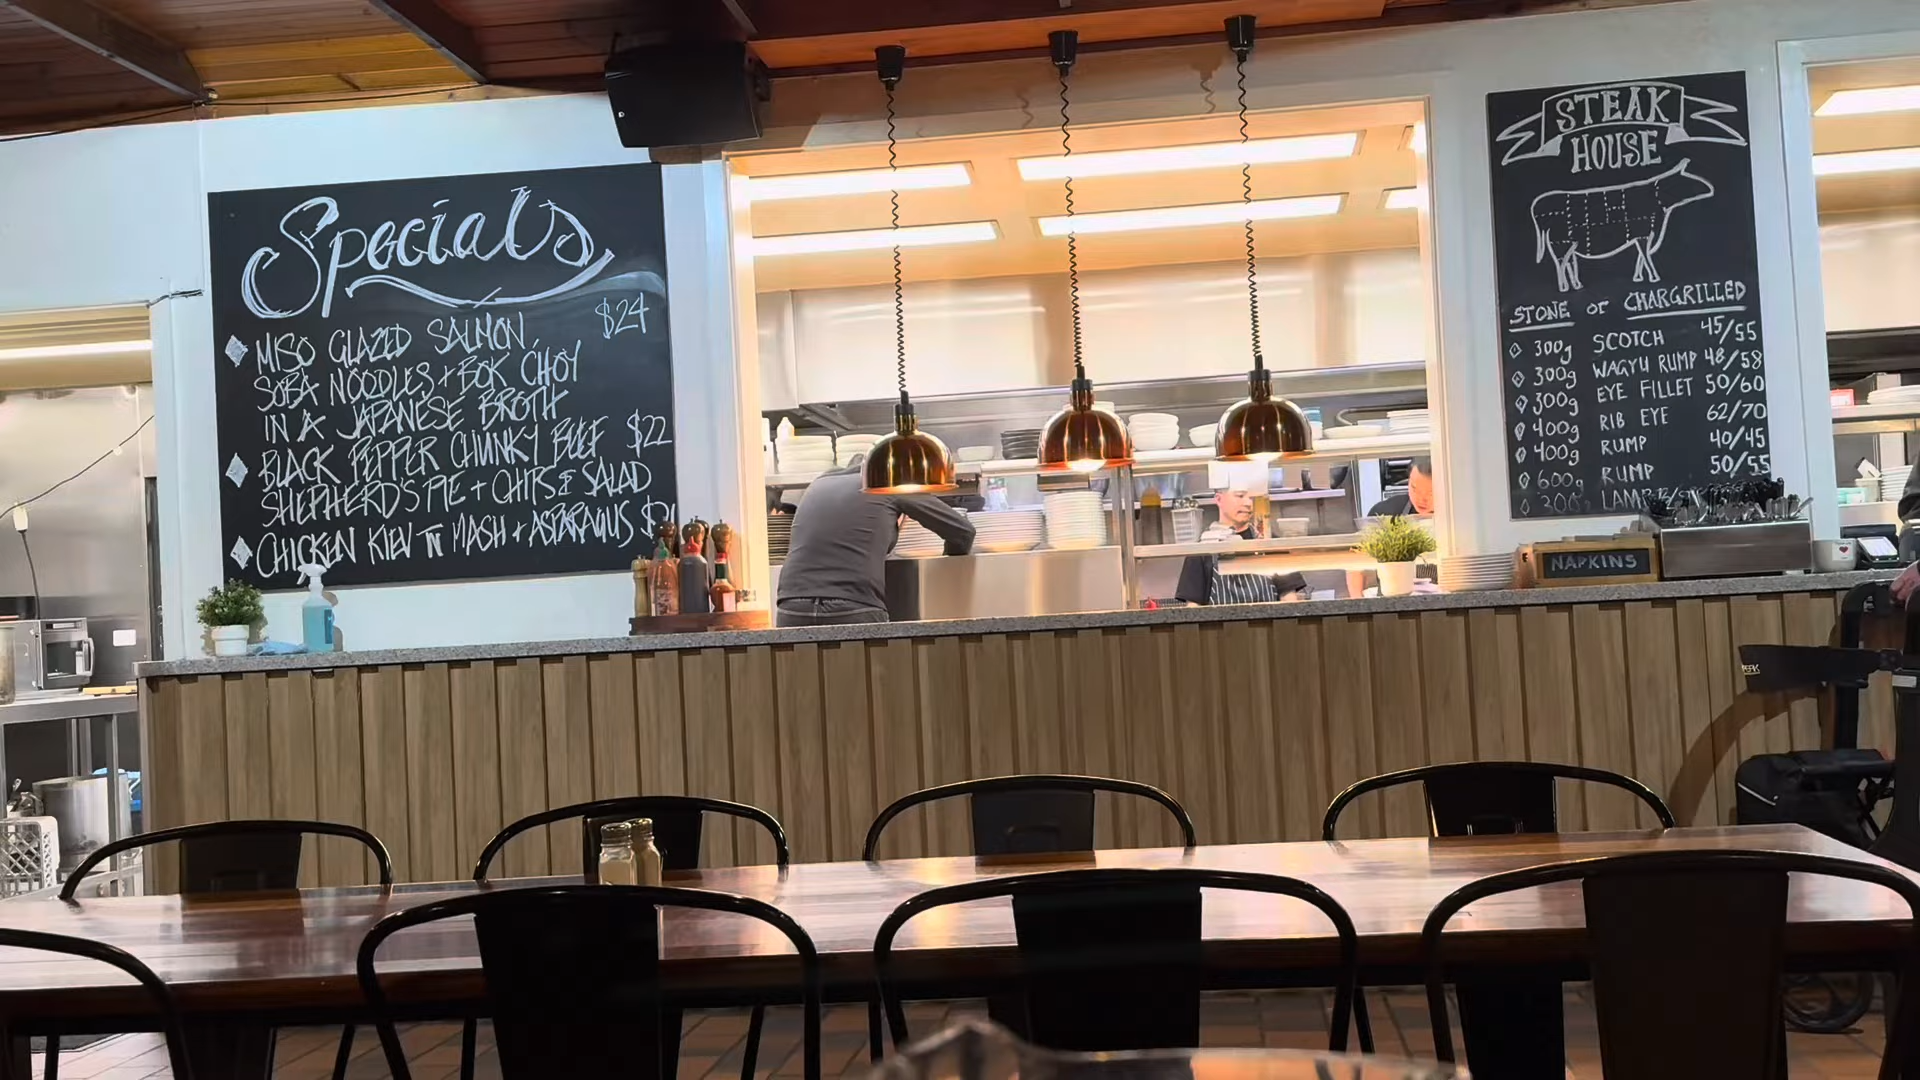 Specials
MISO GLAZED SALMON, $24
SOBA NOODLES + BOK CHOY
IN A JAPANESE BROTH
BLACK PEPPER CHUNKY BEEF $22
SHEPHERD'S PIE + CHIPS & SALAD
CHICKEN KIEV N MASH + ASPARAGUS
STEAK
HOUSE
STONE or CHARGRILLED
300g SCOTCH 45/55
300g WAGYU RUMP 48/58
300g EYE FILLET 50/60
400g RIB EYE 62/70
400g RUMP 40/45
600g RUMP 50/55
300g
NAPKINS